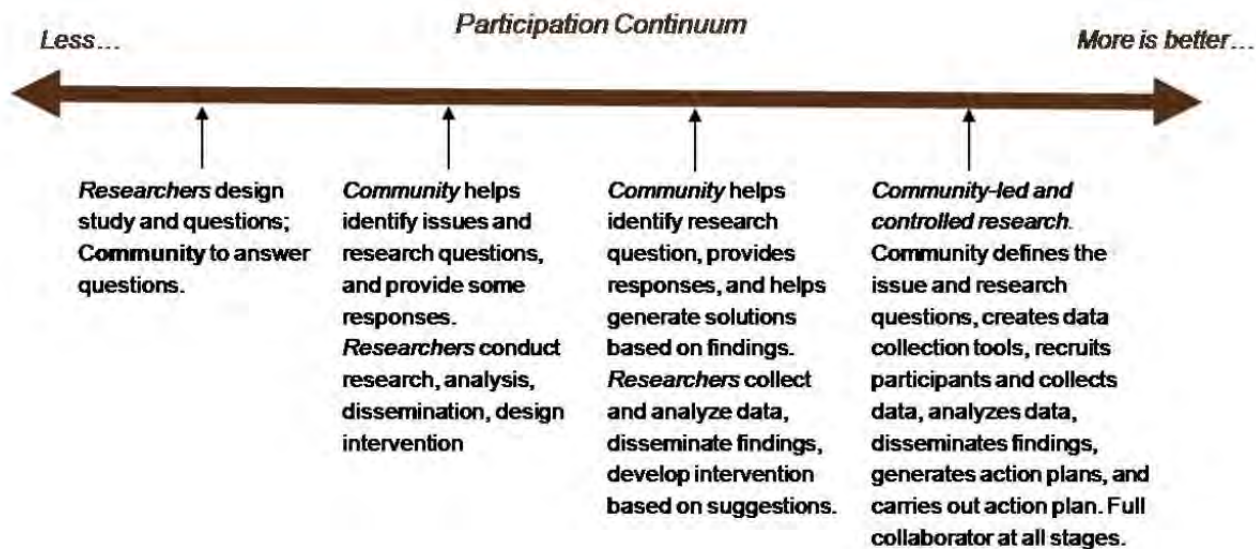 Participation Continuum
Less...
More is better...
Researchers design
study and questions;
Community to answer
questions.
Community helps
identify issues and
research questions,
and provide some
responses.
Researchers conduct
research, analysis,
dissemination, design
intervention
Community helps
identify research
question, provides
responses, and helps
generate solutions
based on findings.
Researchers collect
and analyze data,
disseminate findings,
develop intervention
based on suggestions.
Community-led and
controlled research.
Community defines the
issue and research
questions, creates data
collection tools, recruits
participants and collects
data, analyzes data,
disseminates findings,
generates action plans, and
carries out action plan. Full
collaborator at all stages.